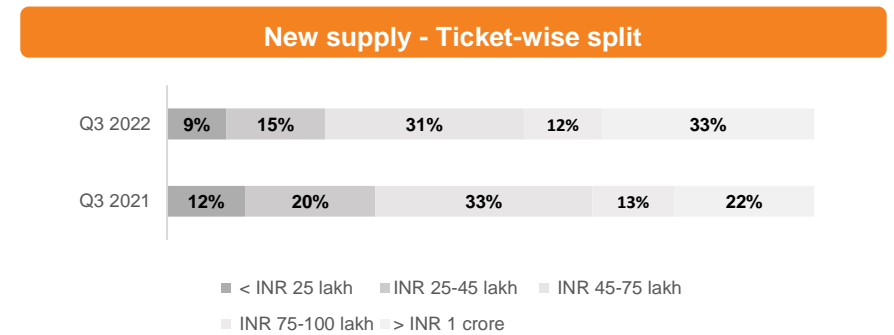 New supply - Ticket-wise split
Q3 2022 9% 15% 31% 12% 33%
Q3 2021 12% 20% 33% 13% 22%
< INR 25 lakh INR 25-45 lakh INR 45-75 lakh
INR 75-100 lakh > INR 1 crore